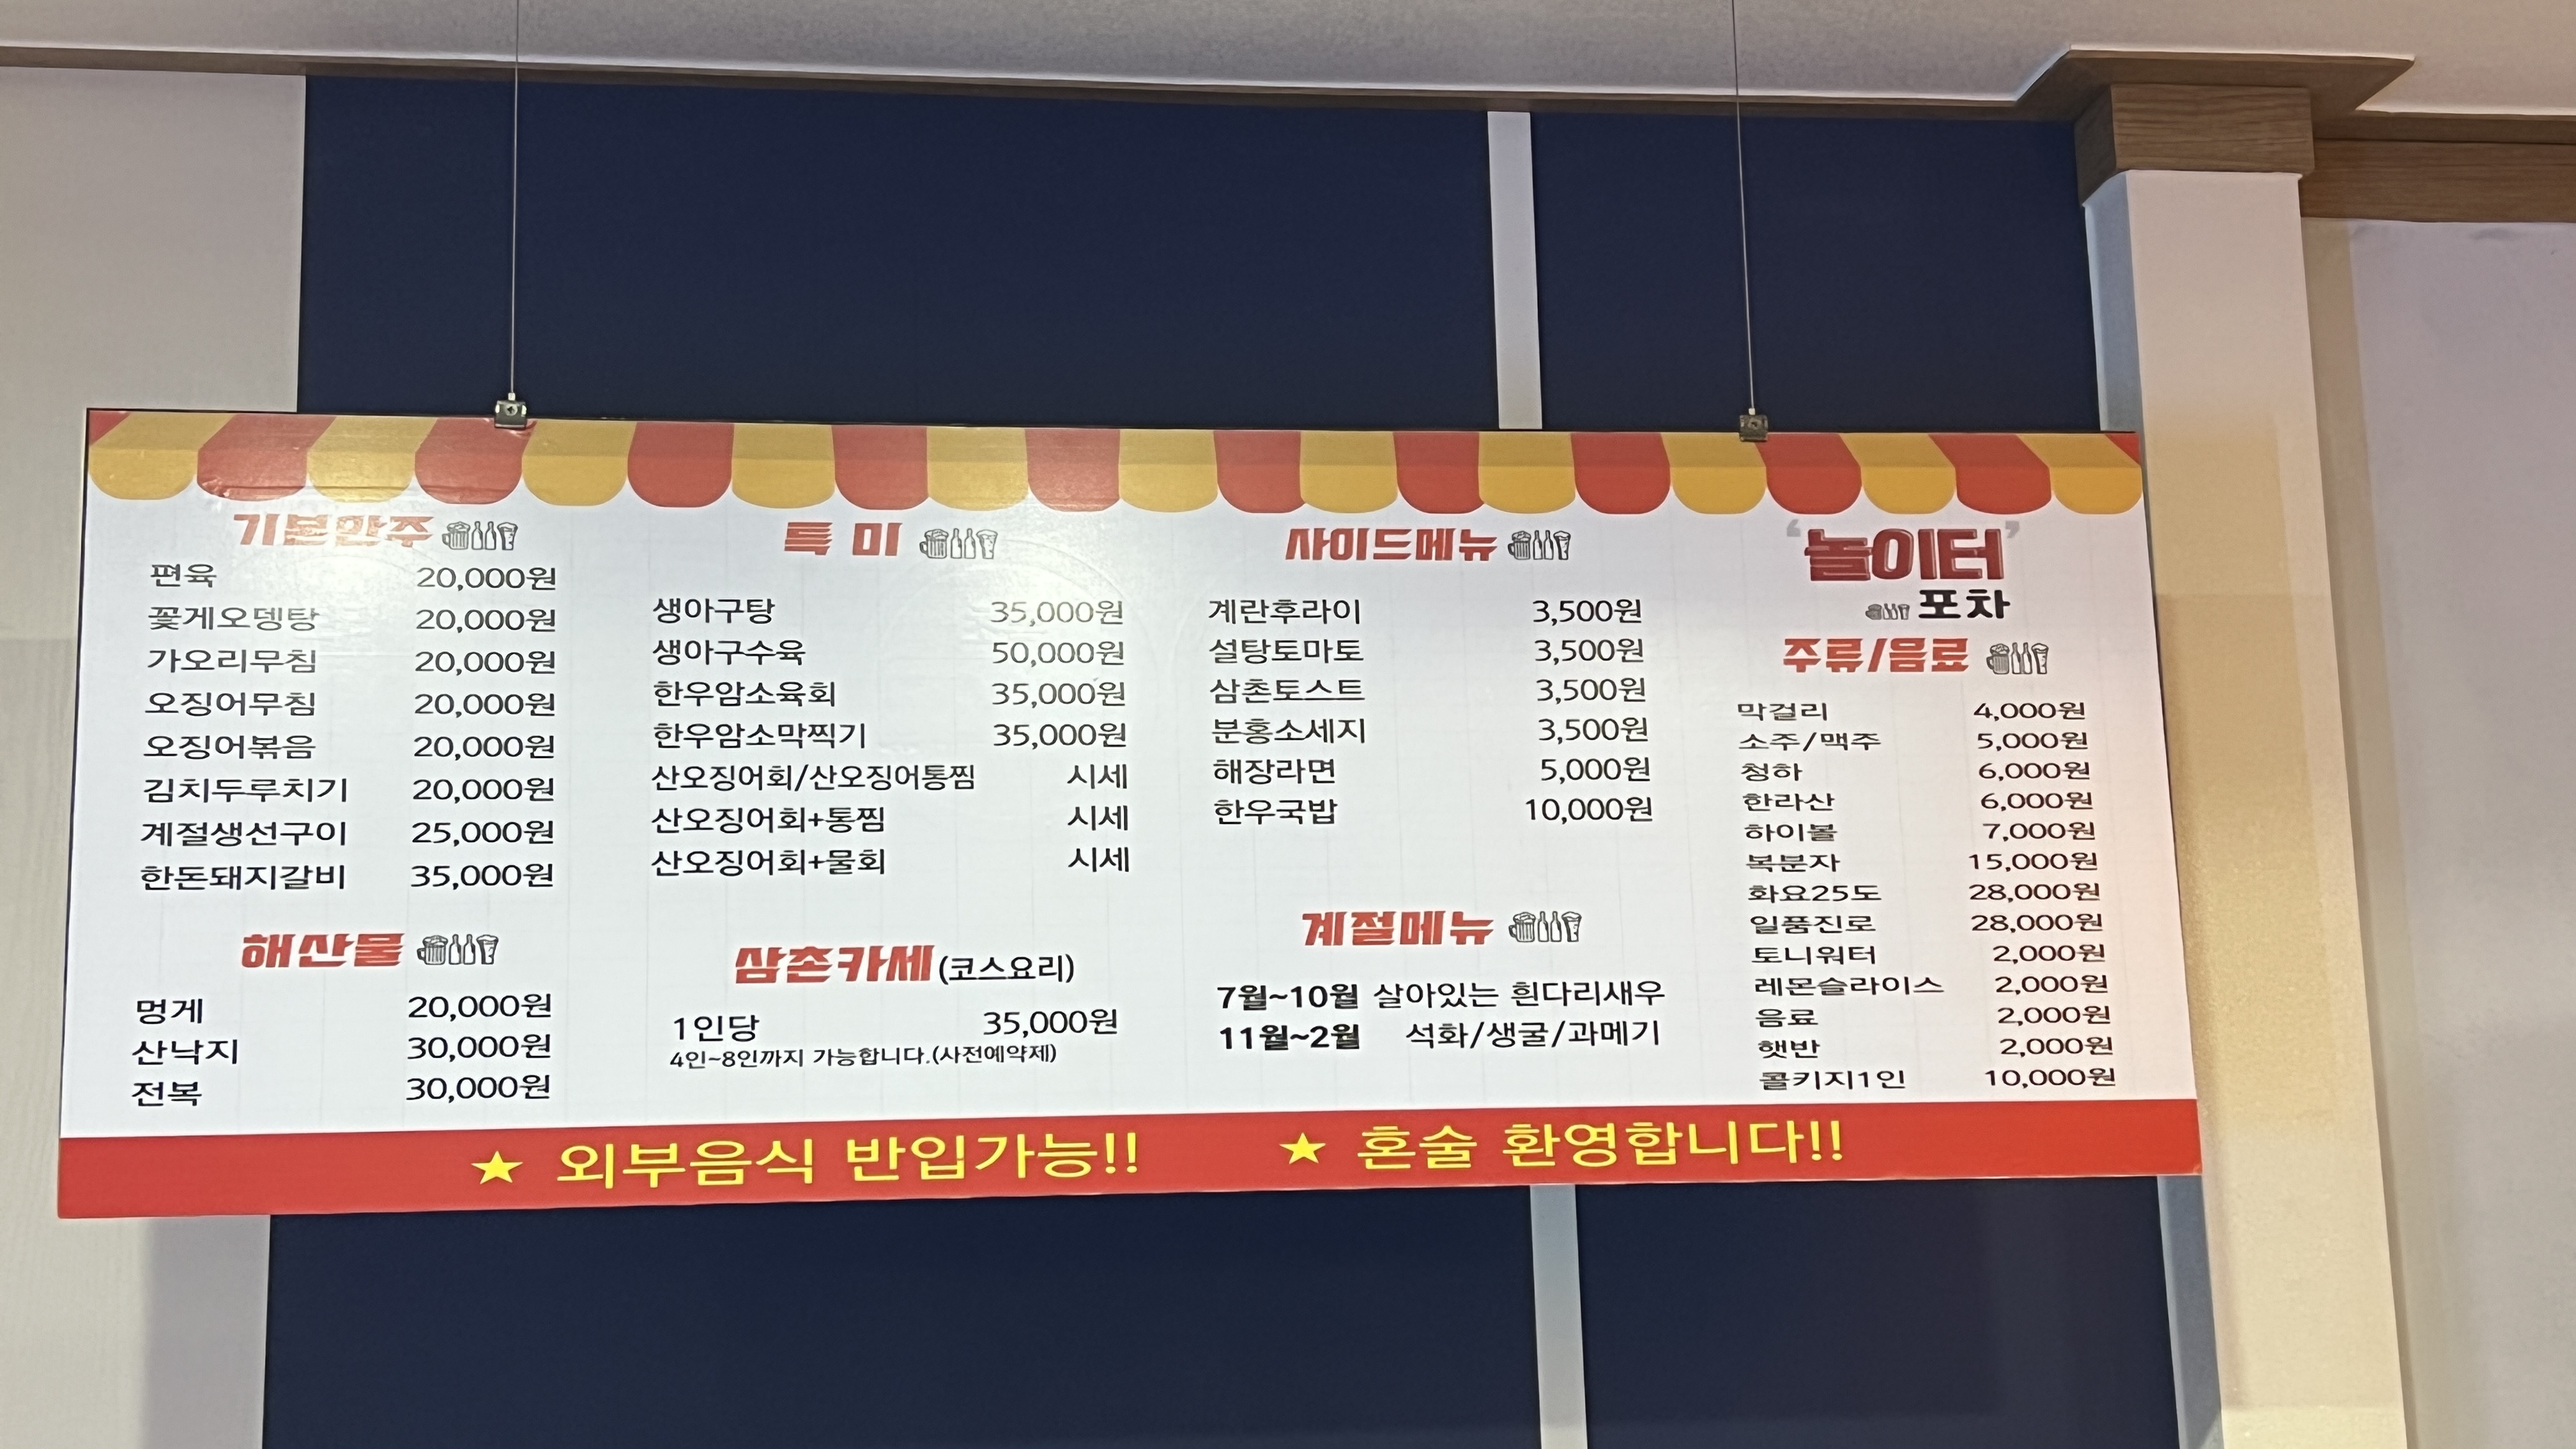 기본안주
편육 20,000원
꽃게오뎅탕 20,000원
가오리무침 20,000원
오징어무침 20,000원
오징어볶음 20,000원
김치두루치기 20,000원
계절생선구이 25,000원
한돈돼지갈비 35,000원
해산물
멍게 20,000원
산낙지 30,000원
전복 30,000원
특 미
생아구탕 35,000원
생아구수육 50,000원
한우암소육회 35,000원
한우암소막찍기 35,000원
산오징어회/산오징어통찜 시세
산오징어회+통찜 시세
산오징어회+물회 시세
삼촌카세(코스요리)
1인당 35,000원
4인~8인까지 가능합니다.(사전예약제)
사이드메뉴
계란후라이 3,500원
설탕토마토 3,500원
삼촌토스트 3,500원
분홍소세지 3,500원
해장라면 5,000원
한우국밥 10,000원
계절메뉴
7월~10월 살아있는 흰다리새우
11월~2월 석화/생굴/과메기
'놀이터'
포차
주류/음료
막걸리 4,000원
소주/맥주 5,000원
청하 6,000원
한라산 6,000원
하이볼 7,000원
복분자 15,000원
화요25도 28,000원
일품진로 28,000원
토니워터 2,000원
레몬슬라이스 2,000원
음료 2,000원
햇반 2,000원
콜키지1인 10,000원
★ 외부음식 반입가능!! ★ 혼술 환영합니다!!